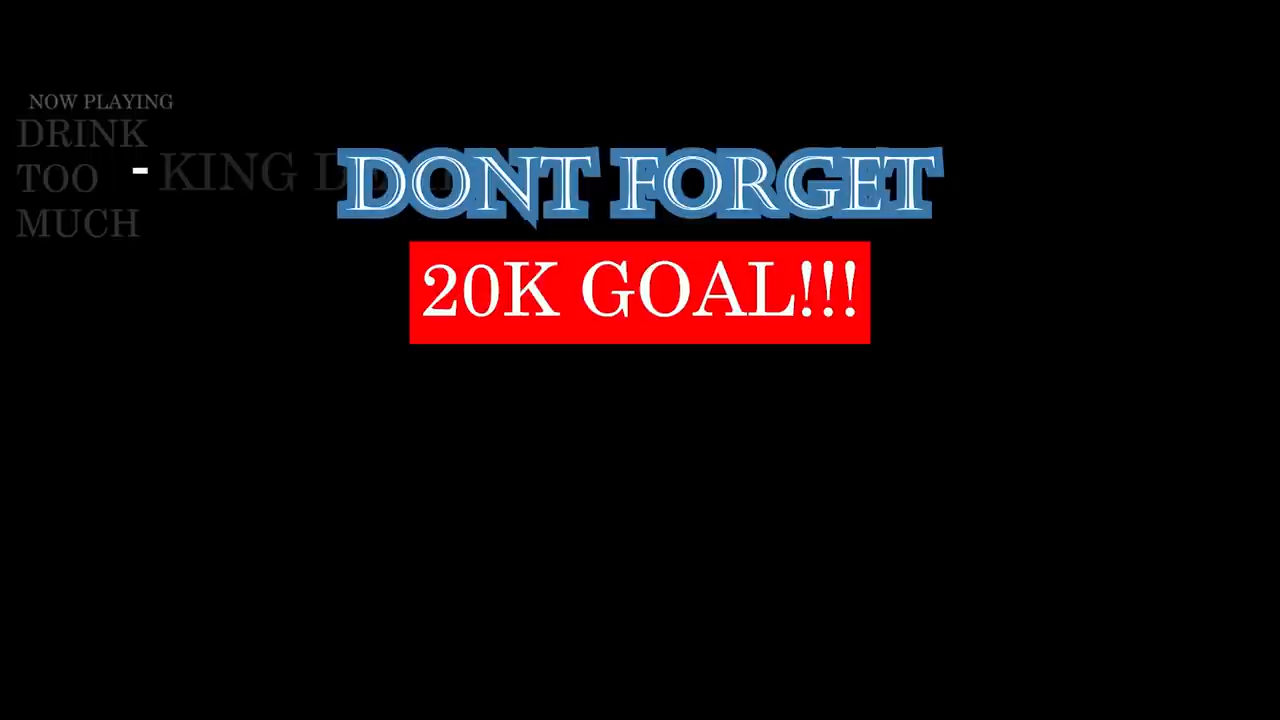 NOW PLAYING
DRINK
TOO
MUCH
- KING
DONT FORGET
20K GOAL!!!